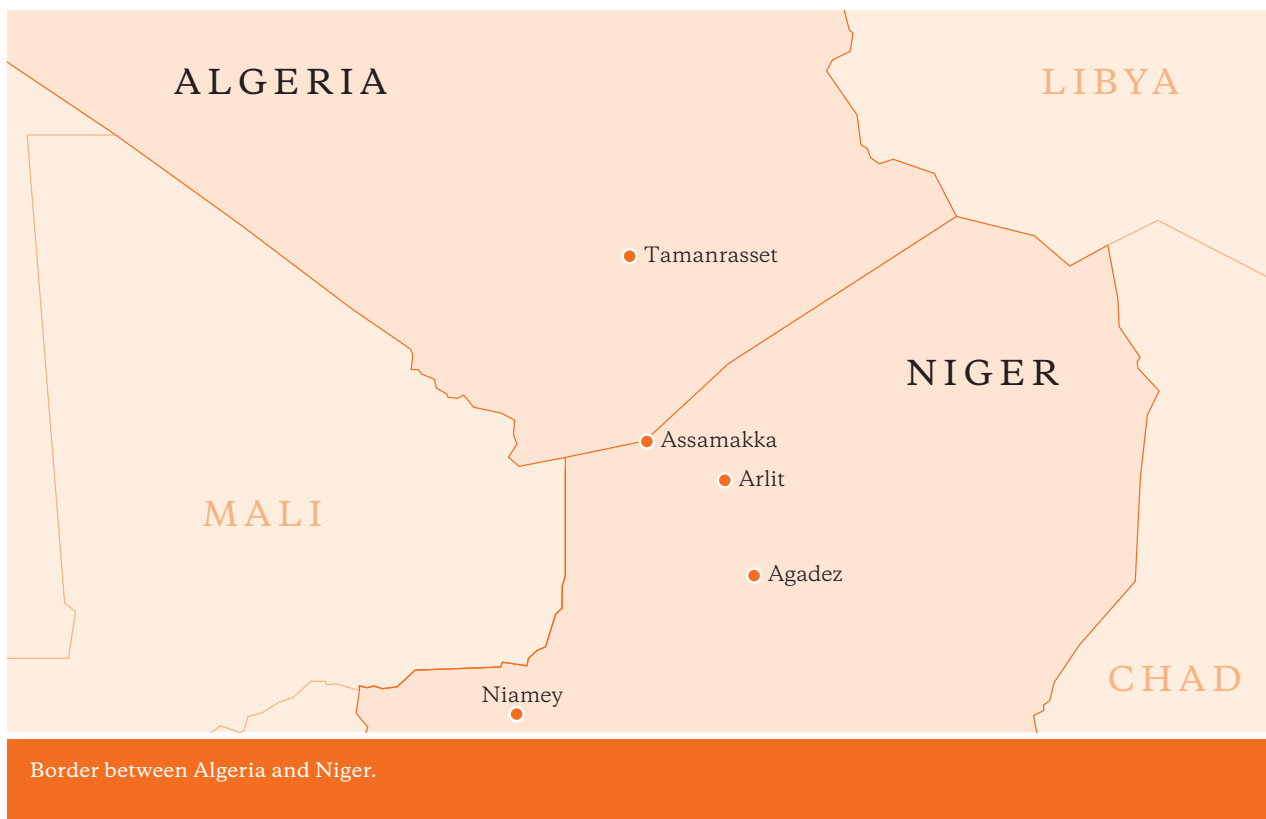 ALGERIA
LIBYA
Tamanrasset
NIGER
Assamakka
Arlit
MALI
Agadez
CHAD
Niamey
Border between Algeria and Niger.